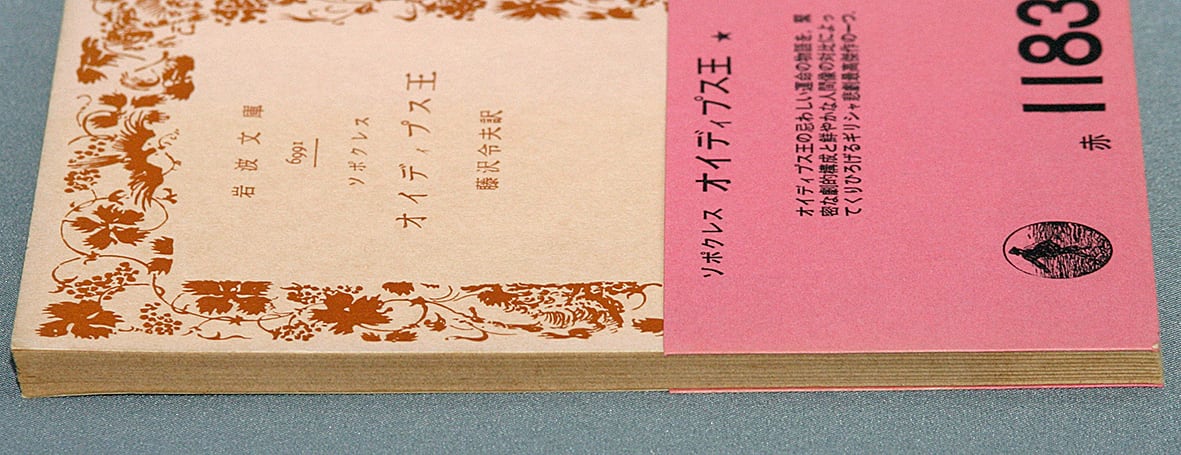 岩波文庫
6991
ソポクレス
オイディプス王
藤沢令夫訳
ソポクレス オイディプス王 ★
オイディプス王の忌わしい運命の物語を，緊
密な劇的構成と鮮やかな人間像の対比によっ
てくりひろげるギリシャ悲劇最高傑作の一つ．
赤 1183